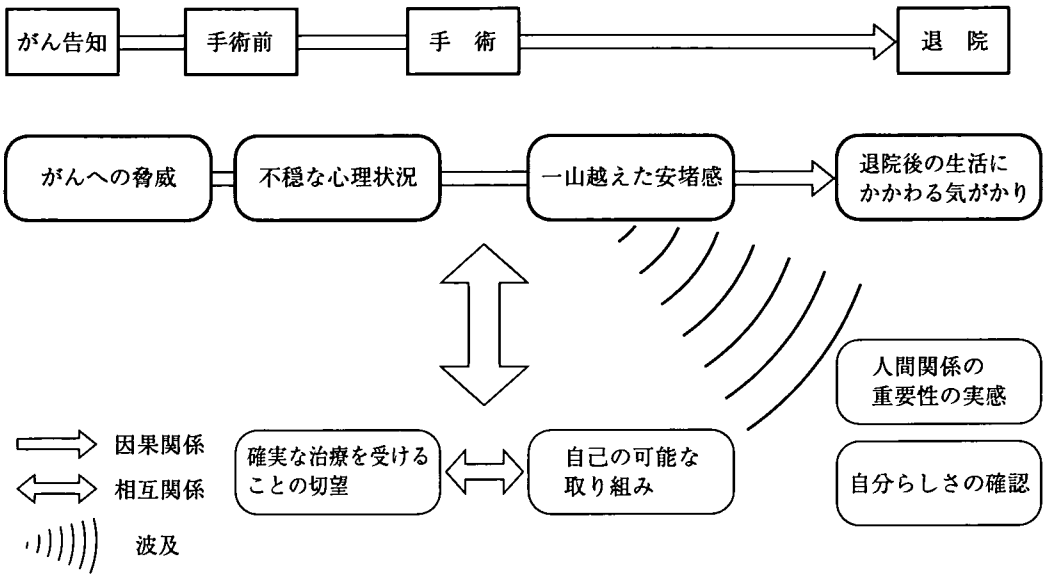 がん告知
手術前
手 術
退 院
がんへの脅威
不穏な心理状況
一山越えた安堵感
退院後の生活に
かかわる気がかり
人間関係の
重要性の実感
確実な治療を受ける
ことの切望
自己の可能な
取り組み
自分らしさの確認
因果関係
相互関係
波及